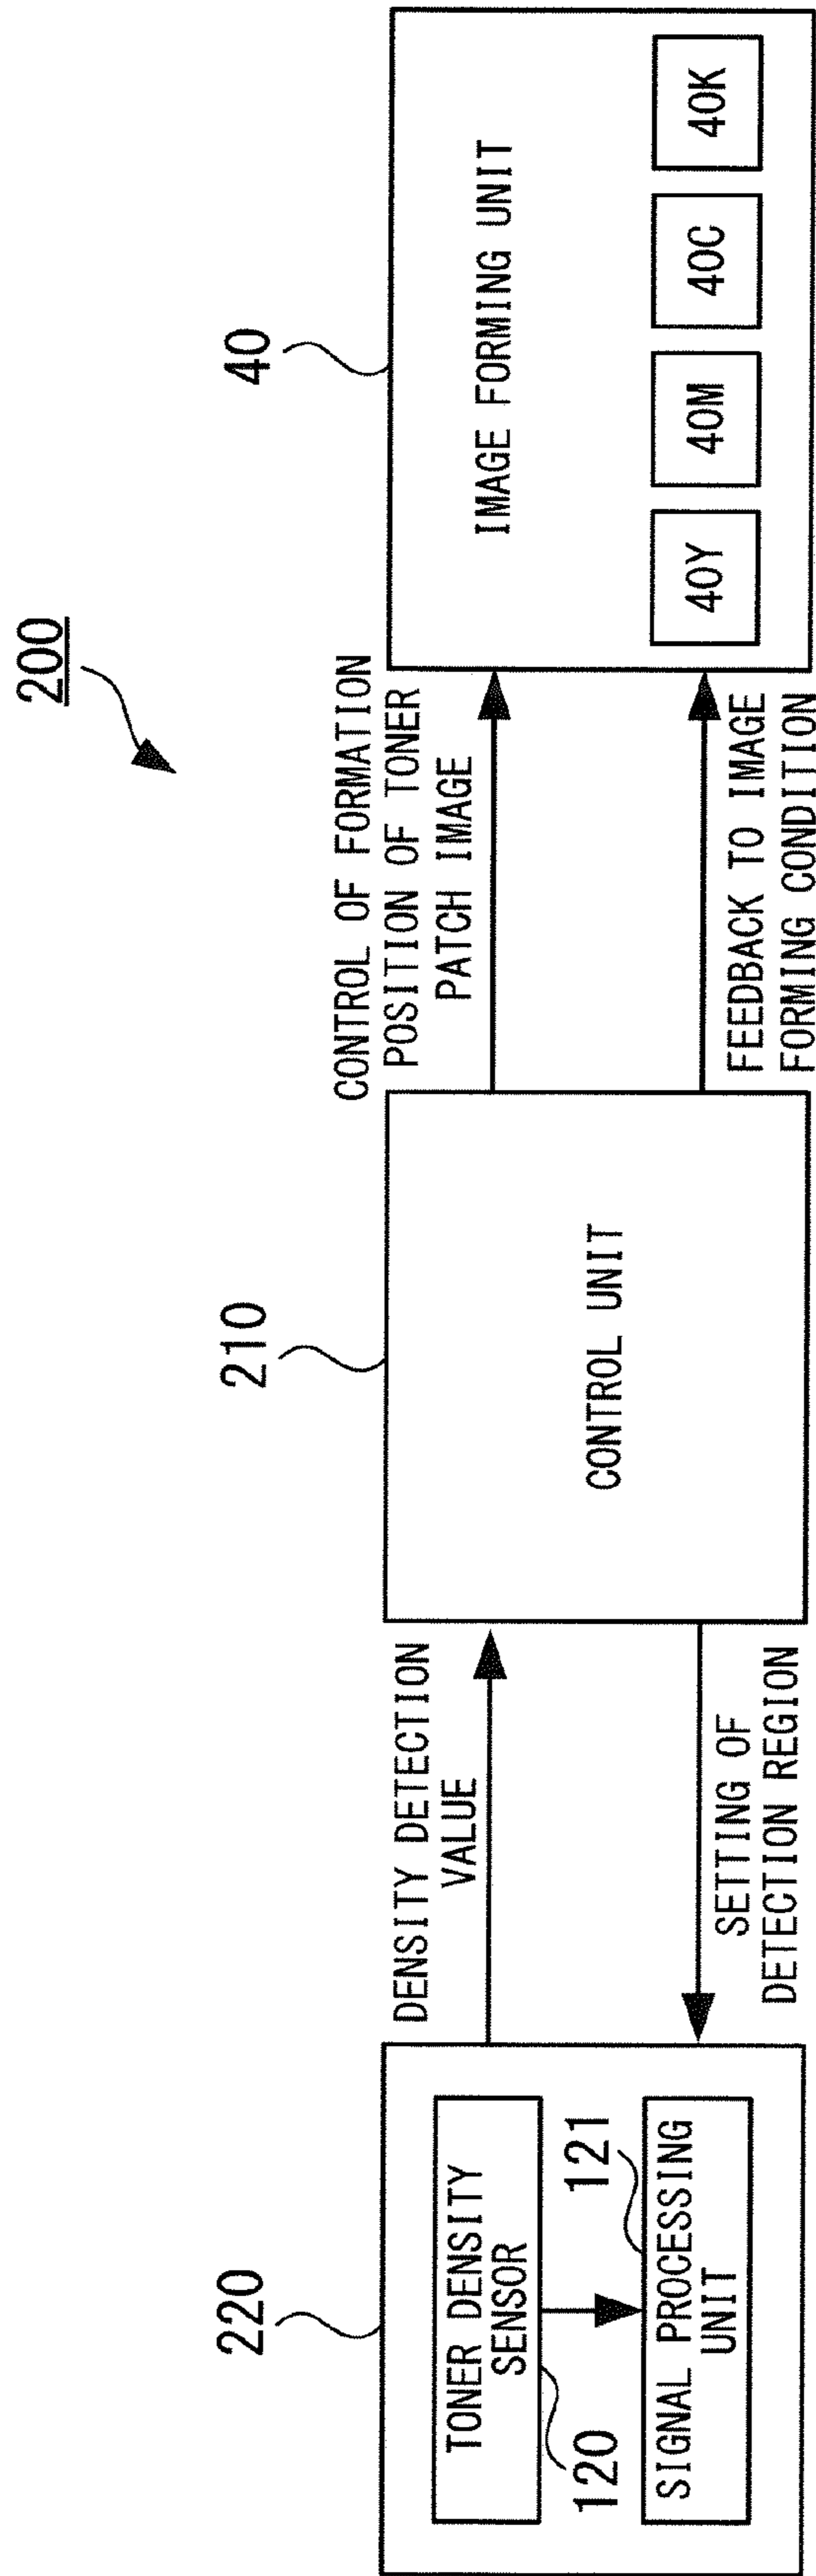 200
220
TONER DENSITY
SENSOR
120
121
SIGNAL PROCESSING
UNIT
DENSITY DETECTION
VALUE
SETTING OF
DETECTION REGION
210
CONTROL UNIT
CONTROL OF FORMATION
POSITION OF TONER
PATCH IMAGE
FEEDBACK TO IMAGE
FORMING CONDITION
40
IMAGE FORMING UNIT
40Y
40M
40C
40K